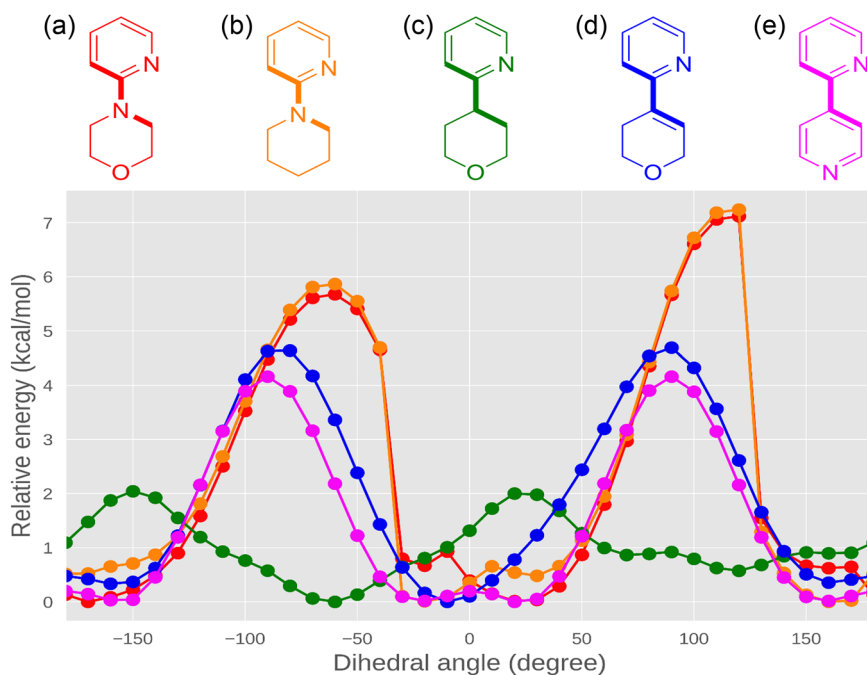 (a) (b) (c) (d) (e)
N N N N N
N N
O O O N
7
6
5
4
3
2
1
0
Relative energy (kcal/mol)
−150 −100 −50 0 50 100 150
Dihedral angle (degree)